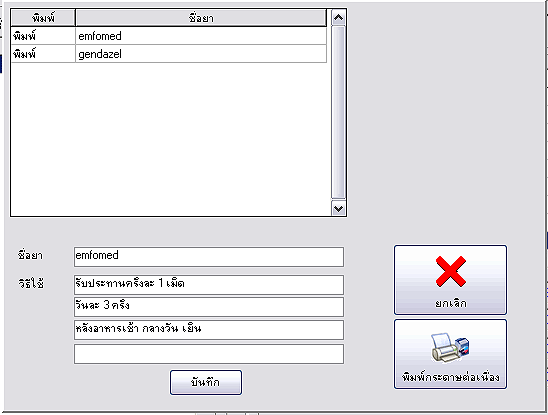 พิมพ์ ชื่อยา
พิมพ์ emfomed
พิมพ์ gendazel
ชื่อยา emfomed
วิธีใช้ รับประทานครั้งละ 1 เม็ด
วันละ 3 ครั้ง
หลังอาหารเช้า กลางวัน เย็น
บันทึก
ยกเลิก
พิมพ์กระดาษต่อเนื่อง